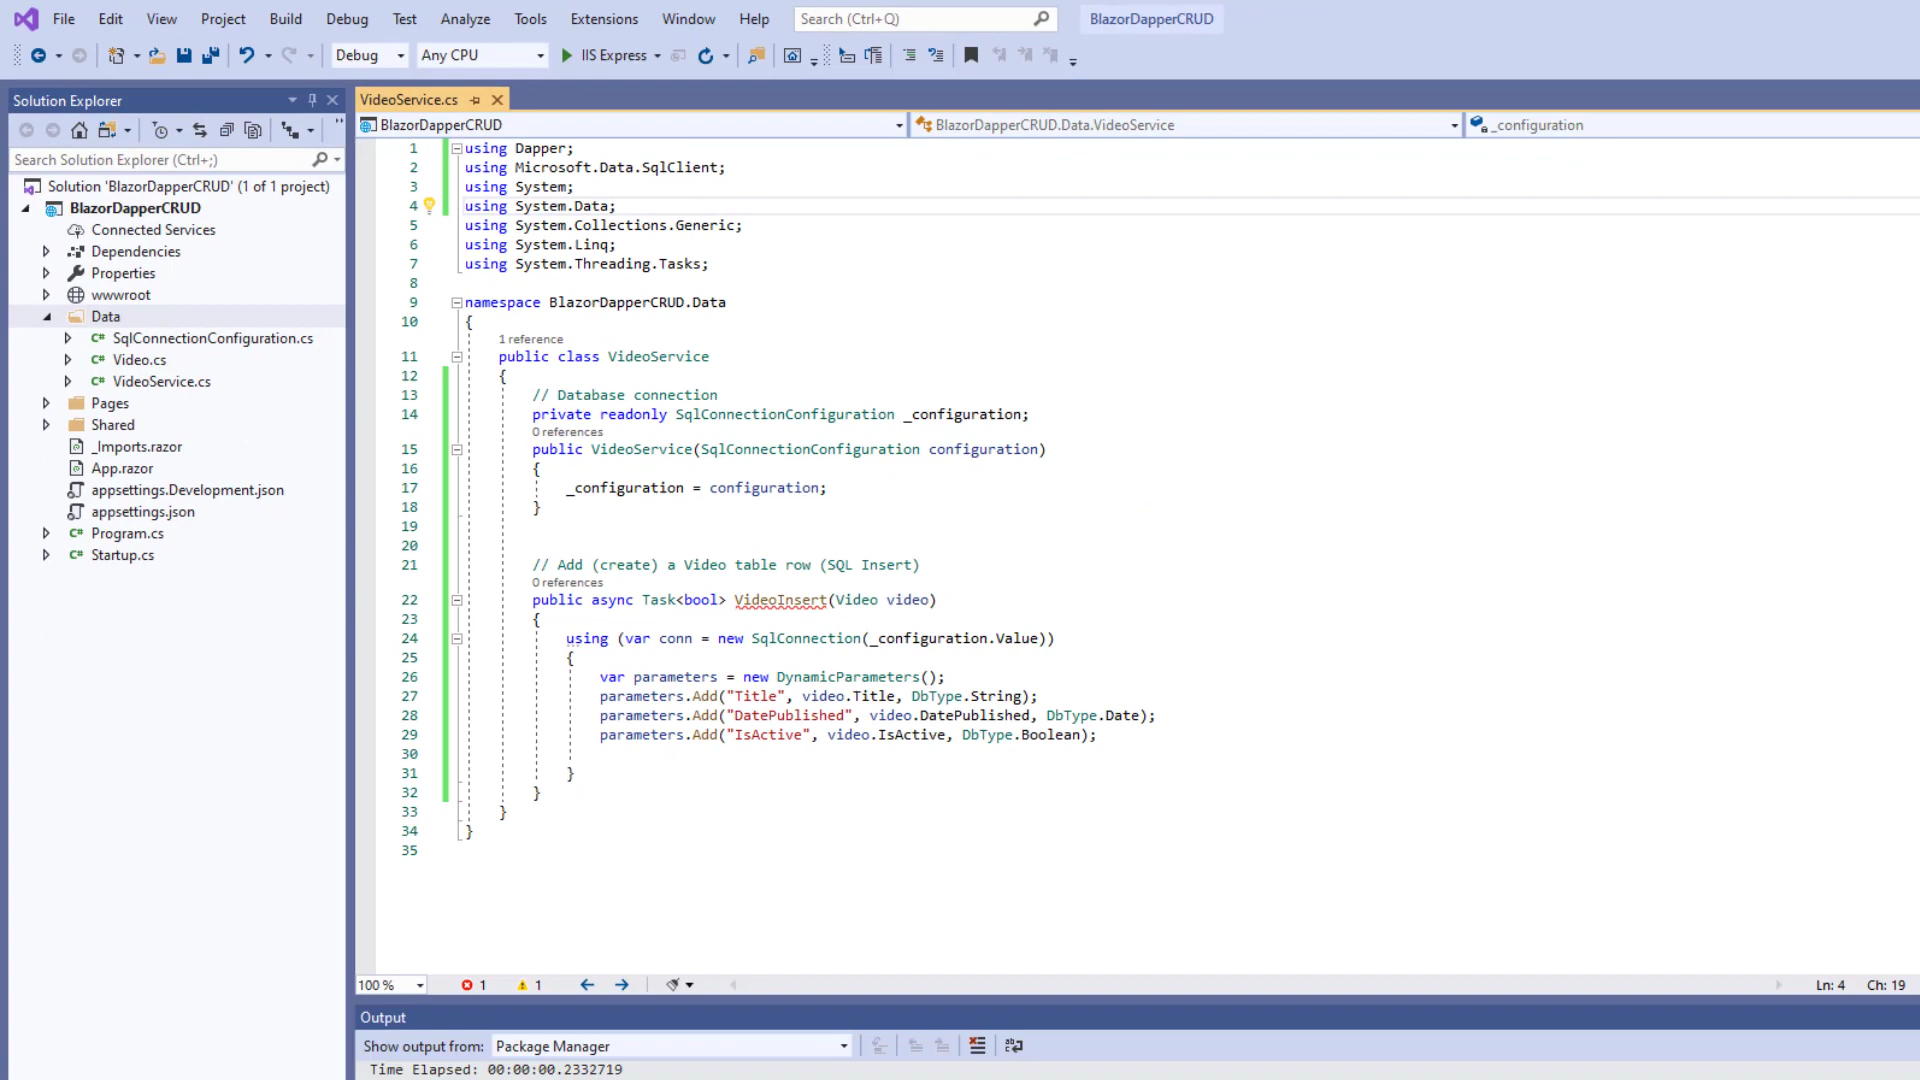 File Edit View Project Build Debug Test Analyze Tools Extensions Window Help Search (Ctrl+Q) BlazorDapperCRUD
Debug Any CPU IIS Express
Solution Explorer
Search Solution Explorer (Ctrl+;)
Solution 'BlazorDapperCRUD' (1 of 1 project)
BlazorDapperCRUD
Connected Services
Dependencies
Properties
wwwroot
Data
C# SqlConnectionConfiguration.cs
C# Video.cs
C# VideoService.cs
Pages
Shared
_Imports.razor
App.razor
appsettings.Development.json
appsettings.json
C# Program.cs
C# Startup.cs
VideoService.cs
BlazorDapperCRUD BlazorDapperCRUD.Data.VideoService _configuration
1 using Dapper;
2 using Microsoft.Data.SqlClient;
3 using System;
4 using System.Data;
5 using System.Collections.Generic;
6 using System.Linq;
7 using System.Threading.Tasks;
8
9 namespace BlazorDapperCRUD.Data
10 {
1 reference
11 public class VideoService
12 {
13 // Database connection
14 private readonly SqlConnectionConfiguration _configuration;
0 references
15 public VideoService(SqlConnectionConfiguration configuration)
16 {
17 _configuration = configuration;
18 }
19
20
21 // Add (create) a Video table row (SQL Insert)
0 references
22 public async Task<bool> VideoInsert(Video video)
23 {
24 using (var conn = new SqlConnection(_configuration.Value))
25 {
26 var parameters = new DynamicParameters();
27 parameters.Add("Title", video.Title, DbType.String);
28 parameters.Add("DatePublished", video.DatePublished, DbType.Date);
29 parameters.Add("IsActive", video.IsActive, DbType.Boolean);
30
31 }
32 }
33 }
34 }
35
100 % 1 1 Ln: 4 Ch: 19
Output
Show output from: Package Manager
Time Elapsed: 00:00:00.2332719